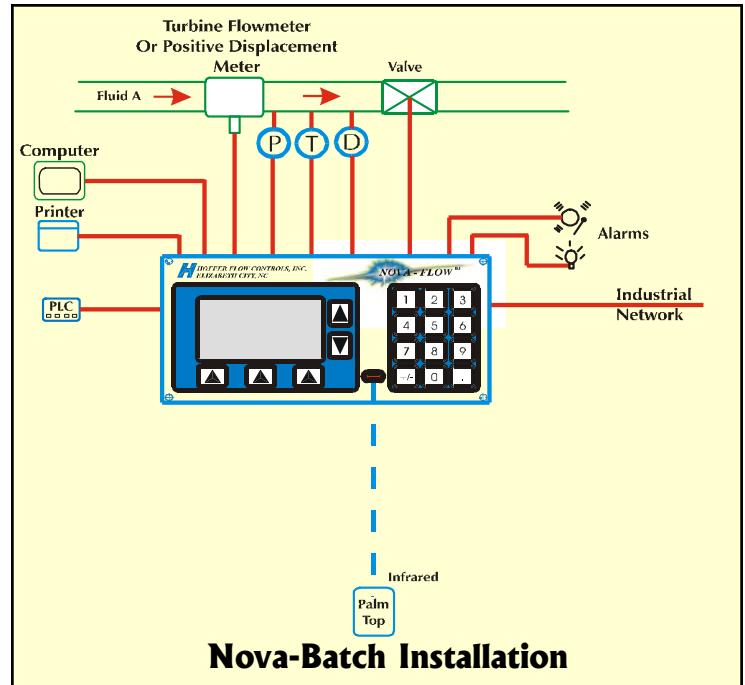 Turbine Flowmeter
Or Positive Displacement
Meter
Valve
Fluid A
P
T
D
Computer
Printer
Alarms
HOFFER FLOW CONTROLS, INC.
ELIZABETH CITY, NC
NOVA - FLOW
1 2 3
4 5 6
7 8 9
+/- 0 .
PLC
Industrial
Network
Infrared
Palm
Top
Nova-Batch Installation